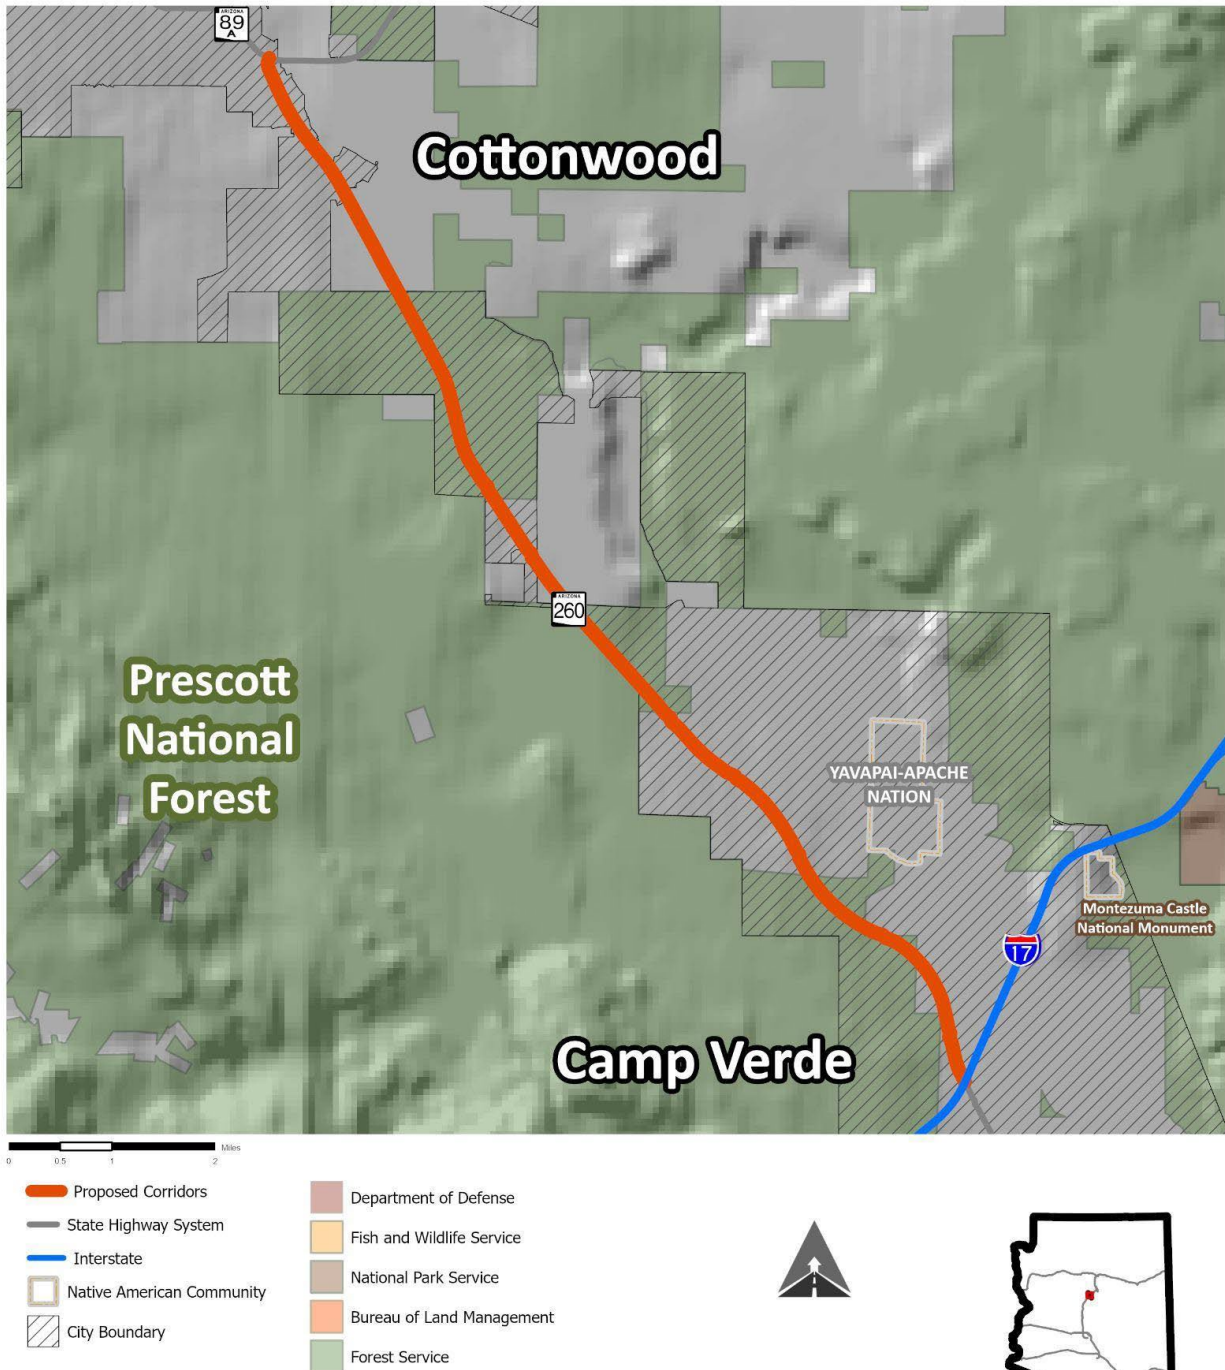 ARIZONA
89
A
Cottonwood
ARIZONA
260
Prescott
National
Forest
YAVAPAI-APACHE
NATION
Montezuma Castle
National Monument
17
Camp Verde
Miles
0 0.5 1 2
Proposed Corridors
State Highway System
Interstate
Native American Community
City Boundary
Department of Defense
Fish and Wildlife Service
National Park Service
Bureau of Land Management
Forest Service